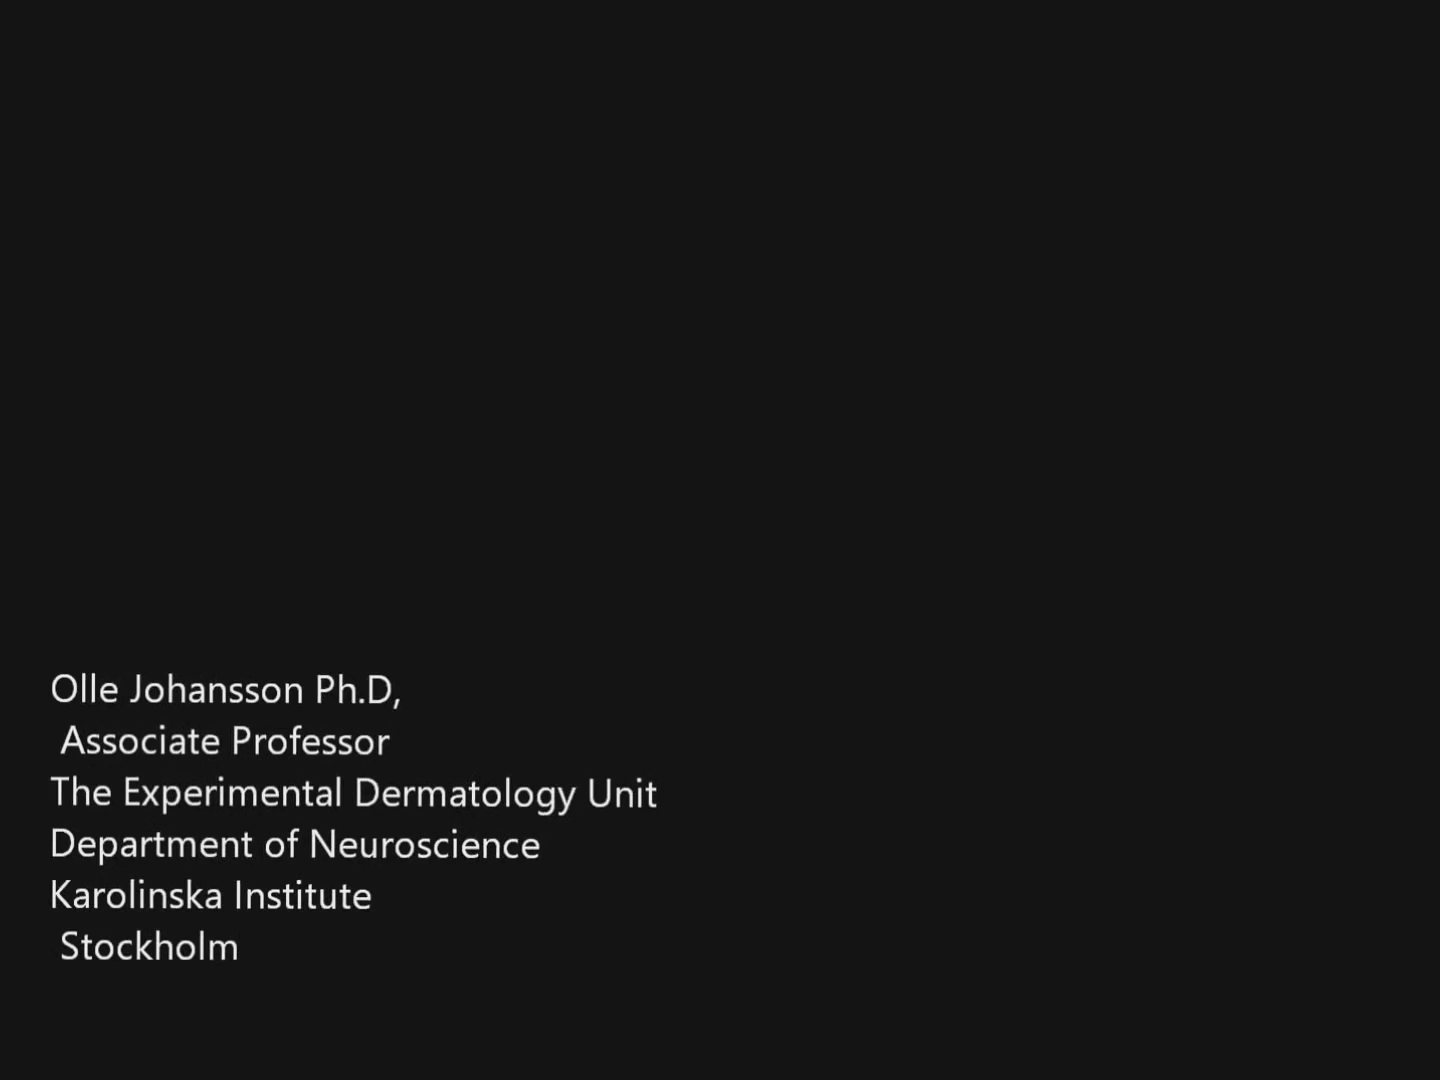 Olle Johansson Ph.D,
Associate Professor
The Experimental Dermatology Unit
Department of Neuroscience
Karolinska Institute
Stockholm